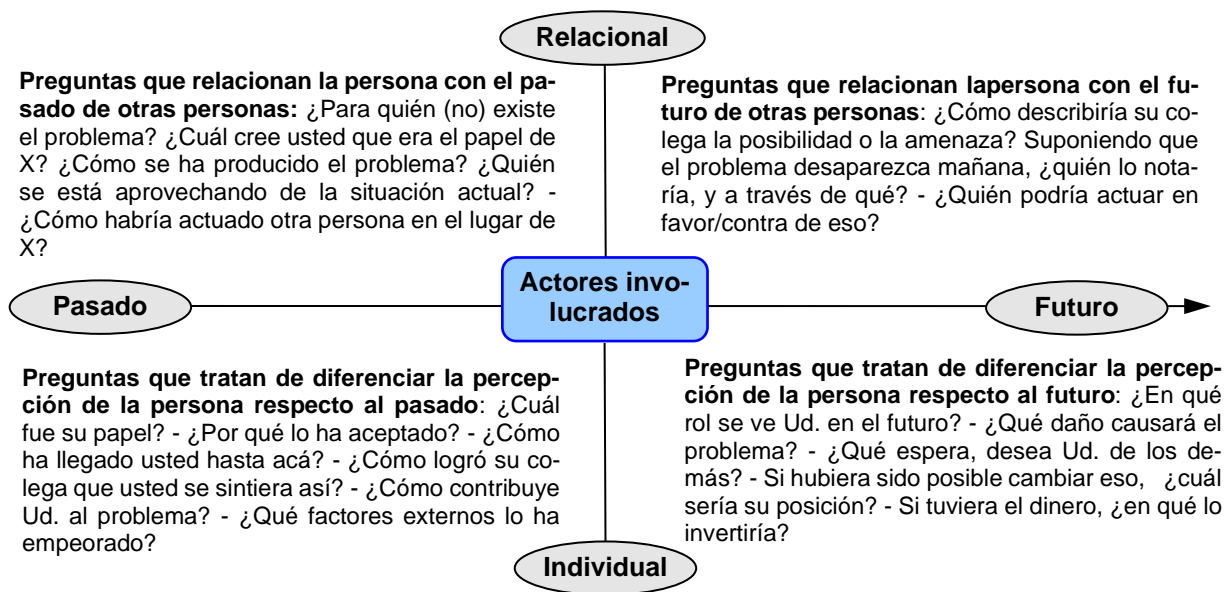 Relacional
Preguntas que relacionan la persona con el pa-
sado de otras personas: ¿Para quién (no) existe
el problema? ¿Cuál cree usted que era el papel de
X? ¿Cómo se ha producido el problema? ¿Quién
se está aprovechando de la situación actual? -
¿Cómo habría actuado otra persona en el lugar de
X?
Preguntas que relacionan lapersona con el fu-
turo de otras personas: ¿Cómo describiría su co-
lega la posibilidad o la amenaza? Suponiendo que
el problema desaparezca mañana, ¿quién lo nota-
ría, y a través de qué? - ¿Quién podría actuar en
favor/contra de eso?
Pasado
Actores invo-
lucrados
Futuro
Preguntas que tratan de diferenciar la percep-
ción de la persona respecto al pasado: ¿Cuál
fue su papel? - ¿Por qué lo ha aceptado? - ¿Cómo
ha llegado usted hasta acá? - ¿Cómo logró su co-
lega que usted se sintiera así? - ¿Cómo contribuye
Ud. al problema? - ¿Qué factores externos lo ha
empeorado?
Preguntas que tratan de diferenciar la percep-
ción de la persona respecto al futuro: ¿En qué
rol se ve Ud. en el futuro? - ¿Qué daño causará el
problema? - ¿Qué espera, desea Ud. de los de-
más? - Si hubiera sido posible cambiar eso, ¿cuál
sería su posición? - Si tuviera el dinero, ¿en qué lo
invertiría?
Individual